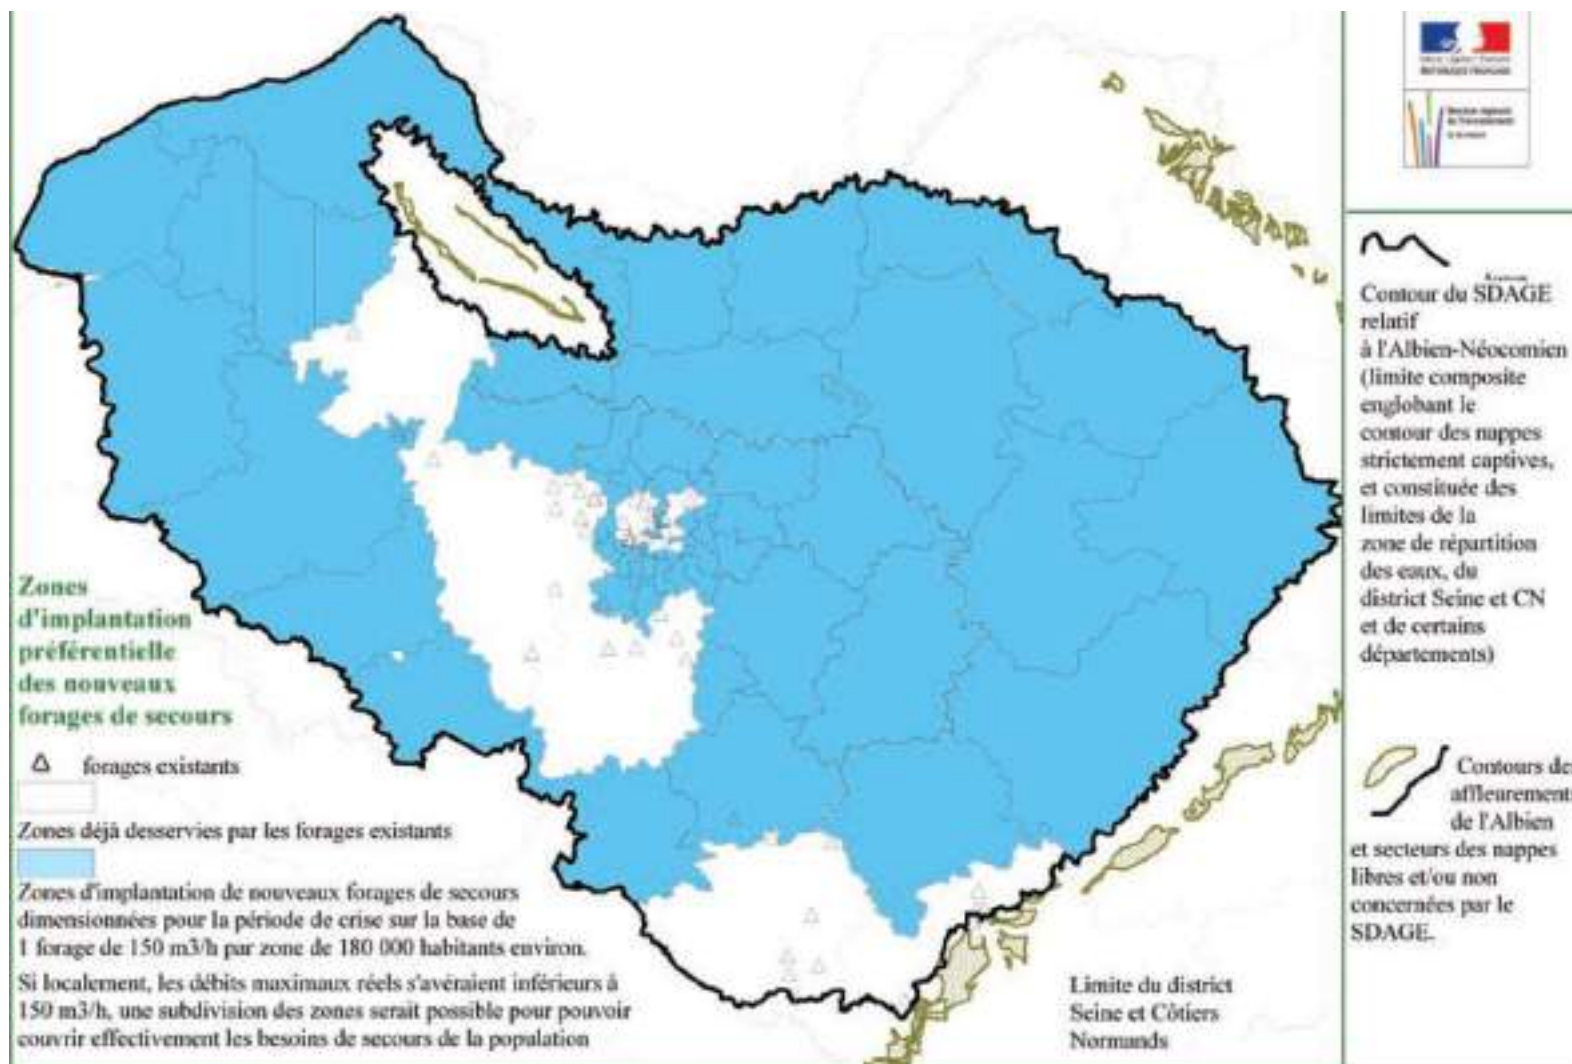 RÉPUBLIQUE FRANÇAISE
Zones
d'implantation
préférentielle
des nouveaux
forages de secours
forages existants
Zones déjà desservies par les forages existants
Zones d'implantation de nouveaux forages de secours
dimensionnées pour la période de crise sur la base de
1 forage de 150 m3/h par zone de 180 000 habitants environ.
Si localement, les débits maximaux réels s'avéraient inférieurs à
150 m3/h, une subdivision des zones serait possible pour pouvoir
couvrir effectivement les besoins de secours de la population
Limite du district
Seine et Côtiers
Normands
Contour du SDAGE
relatif
à l'Albien-Néocomien
(limite composite
englobant le
contour des nappes
strictement captives,
et constituée des
limites de la
zone de répartition
des eaux, du
district Seine et CN
et de certains
départements)
Contours des
affleurements
de l'Albien
et secteurs des nappes
libres et/ou non
concernées par le
SDAGE.